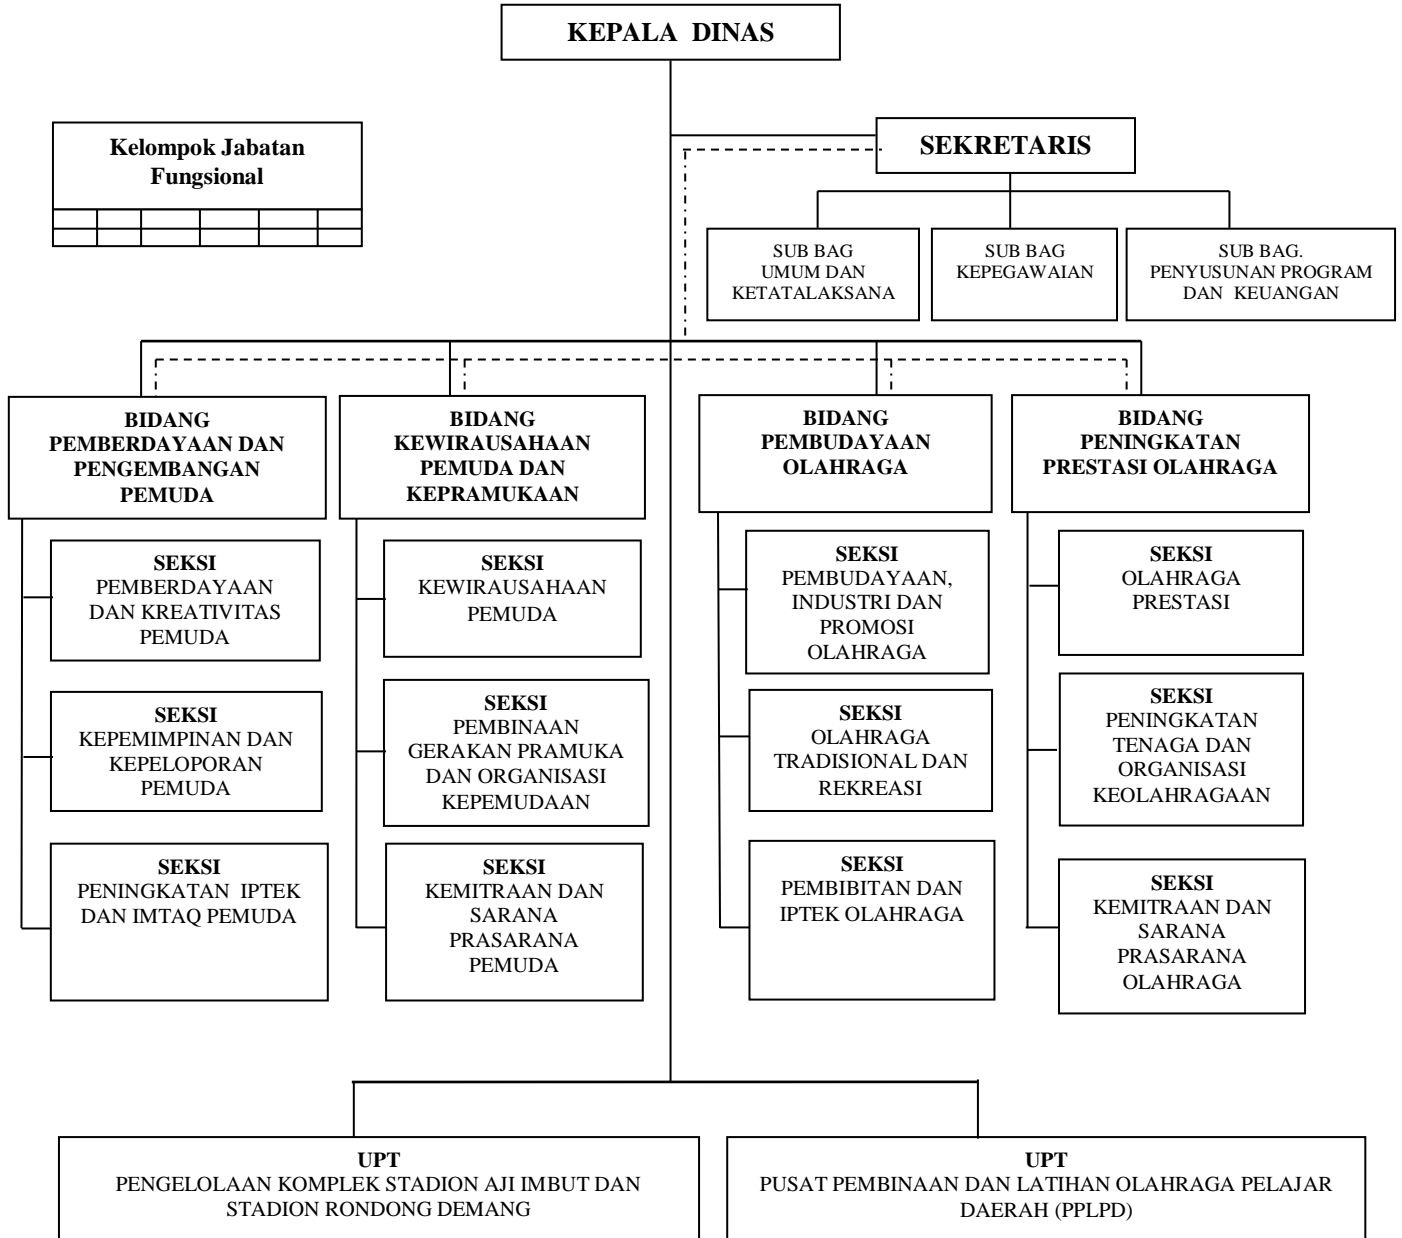 KEPALA DINAS
Kelompok Jabatan
Fungsional
SEKRETARIS
SUB BAG
UMUM DAN
KETATALAKSANA
SUB BAG
KEPEGAWAIAN
SUB BAG.
PENYUSUNAN PROGRAM
DAN KEUANGAN
BIDANG
PEMBERDAYAAN DAN
PENGEMBANGAN
PEMUDA
BIDANG
KEWIRAUSAHAAN
PEMUDA DAN
KEPRAMUKAAN
BIDANG
PEMBUDAYAAN
OLAHRAGA
BIDANG
PENINGKATAN
PRESTASI OLAHRAGA
SEKSI
PEMBERDAYAAN
DAN KREATIVITAS
PEMUDA
SEKSI
KEPEMIMPINAN DAN
KEPELOPORAN
PEMUDA
SEKSI
PENINGKATAN IPTEK
DAN IMTAQ PEMUDA
SEKSI
KEWIRAUSAHAAN
PEMUDA
SEKSI
PEMBINAAN
GERAKAN PRAMUKA
DAN ORGANISASI
KEPEMUDAAN
SEKSI
KEMITRAAN DAN
SARANA
PRASARANA
PEMUDA
SEKSI
PEMBUDAYAAN,
INDUSTRI DAN
PROMOSI
OLAHRAGA
SEKSI
OLAHRAGA
TRADISIONAL DAN
REKREASI
SEKSI
PEMBIBITAN DAN
IPTEK OLAHRAGA
SEKSI
OLAHRAGA
PRESTASI
SEKSI
PENINGKATAN
TENAGA DAN
ORGANISASI
KEOLAHRAGAAN
SEKSI
KEMITRAAN DAN
SARANA
PRASARANA
OLAHRAGA
UPT
PENGELOLAAN KOMPLEK STADION AJI IMBUT DAN
STADION RONDONG DEMANG
UPT
PUSAT PEMBINAAN DAN LATIHAN OLAHRAGA PELAJAR
DAERAH (PPLPD)